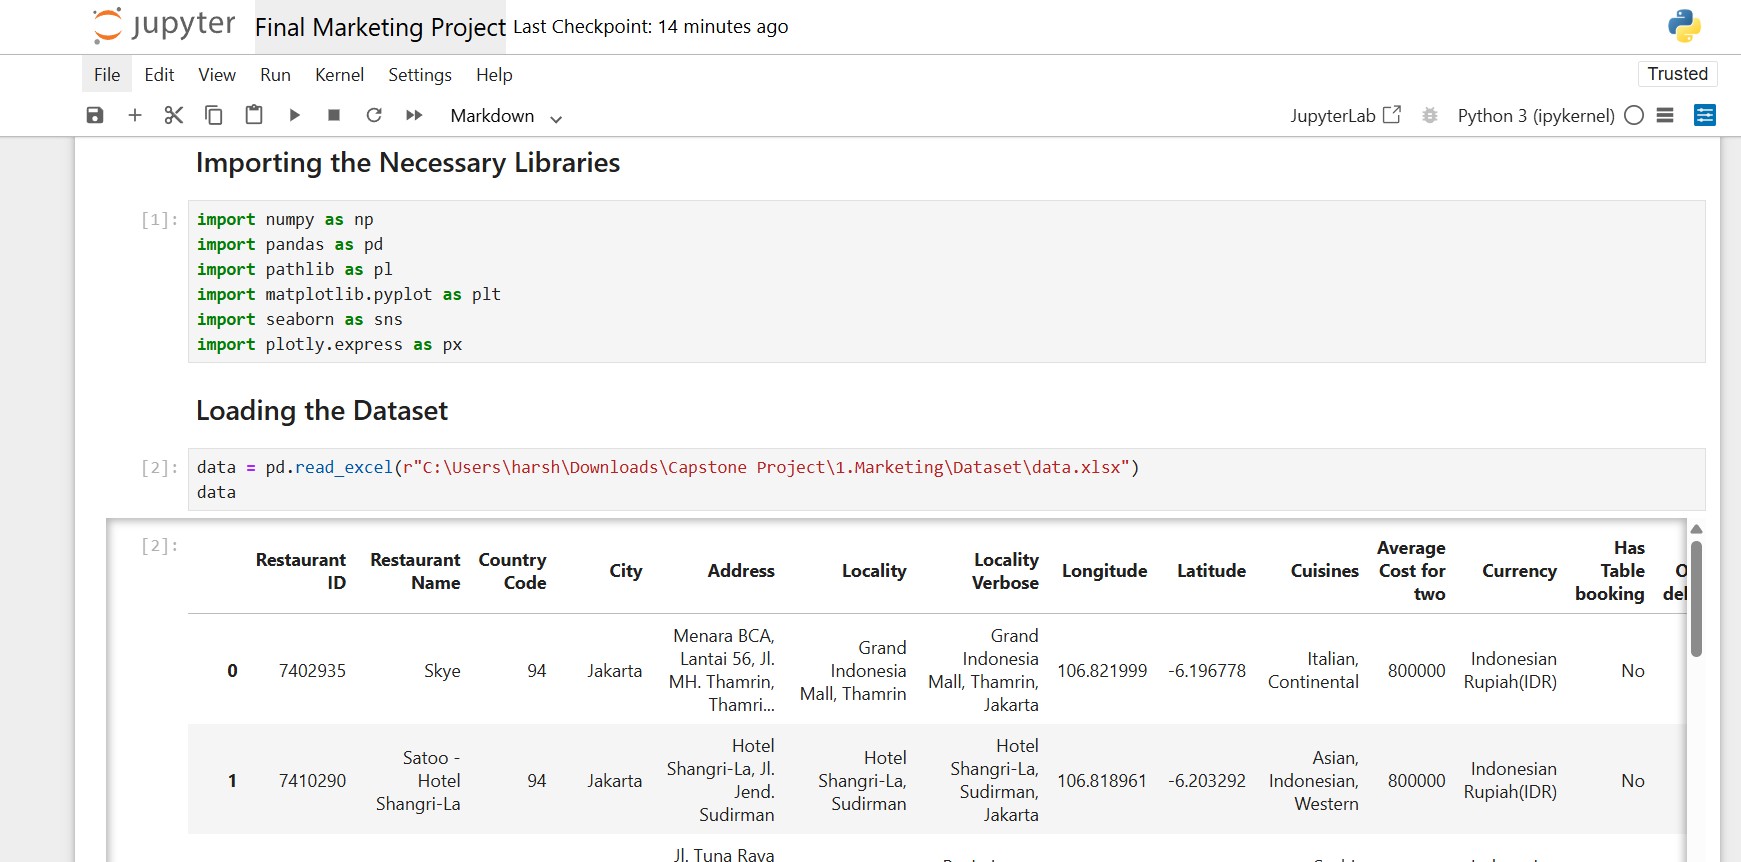 jupyter Final Marketing Project Last Checkpoint: 14 minutes ago
File Edit View Run Kernel Settings Help Trusted
Markdown JupyterLab Python 3 (ipykernel)
Importing the Necessary Libraries
[1]: import numpy as np
import pandas as pd
import pathlib as pl
import matplotlib.pyplot as plt
import seaborn as sns
import plotly.express as px
Loading the Dataset
[2]: data = pd.read_excel(r"C:\Users\harsh\Downloads\Capstone Project\1.Marketing\Dataset\data.xlsx")
data
[2]:
Average Has
Restaurant Restaurant Country Locality
City Address Locality Longitude Latitude Cuisines Cost for Currency Table O
ID Name Code Verbose
two booking del
Menara BCA, Grand
Lantai 56, Jl. Grand Indonesia Italian, Indonesian
0 7402935 Skye 94 Jakarta MH. Thamrin, Indonesia Mall, Thamrin, 106.821999 -6.196778 Continental 800000 Rupiah(IDR) No
Thamri... Mall, Thamrin Jakarta
Hotel Hotel
Satoo - Shangri-La, Jl. Hotel Shangri-La, Asian, Indonesian
1 7410290 Hotel 94 Jakarta Jend. Shangri-La, Sudirman, 106.818961 -6.203292 Indonesian, 800000 Rupiah(IDR) No
Shangri-La Sudirman Sudirman Jakarta Western
Jl. Tuna Raya